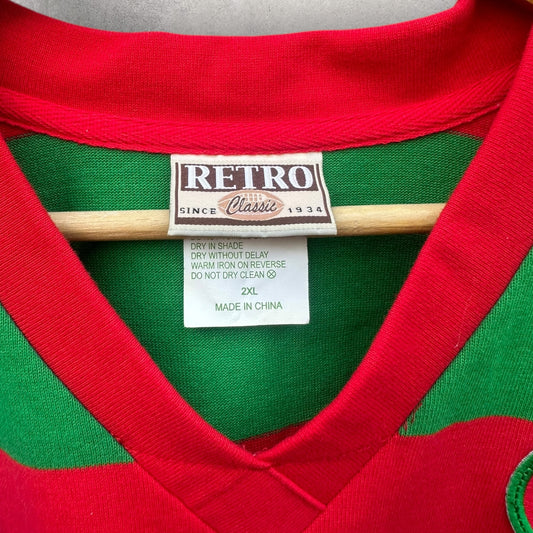 RETRO
SINCE Classic 1934
DRY IN SHADE
DRY WITHOUT DELAY
WARM IRON ON REVERSE
DO NOT DRY CLEAN ⓧ
2XL
MADE IN CHINA